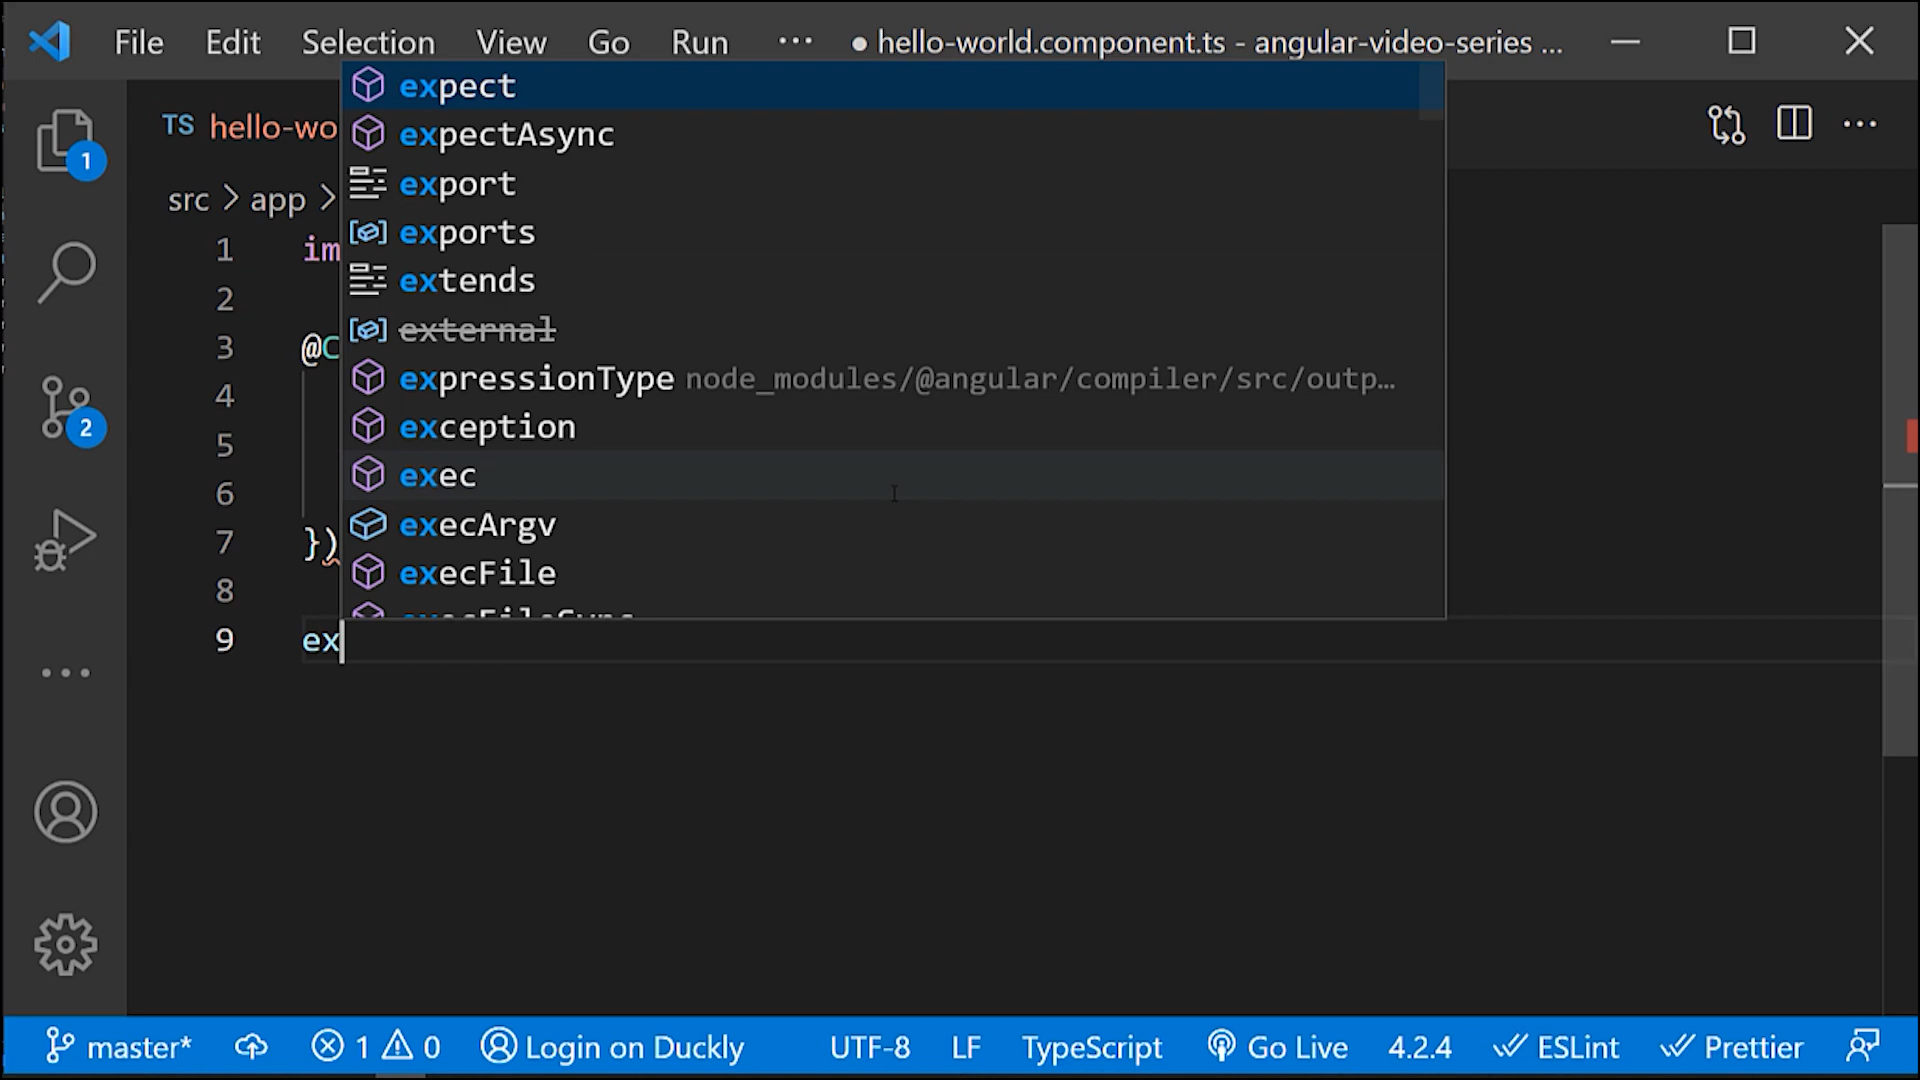 File Edit Selection View Go Run ··· ● hello-world.component.ts - angular-video-series ...
TS hello-wo
src > app >
1 im
2
3 @C
4
5
6
7 })
8
9 ex
expect
expectAsync
export
exports
extends
external
expressionType node_modules/@angular/compiler/src/outp…
exception
exec
execArgv
execFile
execFileSync
1
2
master* 1 0 Login on Duckly UTF-8 LF TypeScript Go Live 4.2.4 ESLint Prettier